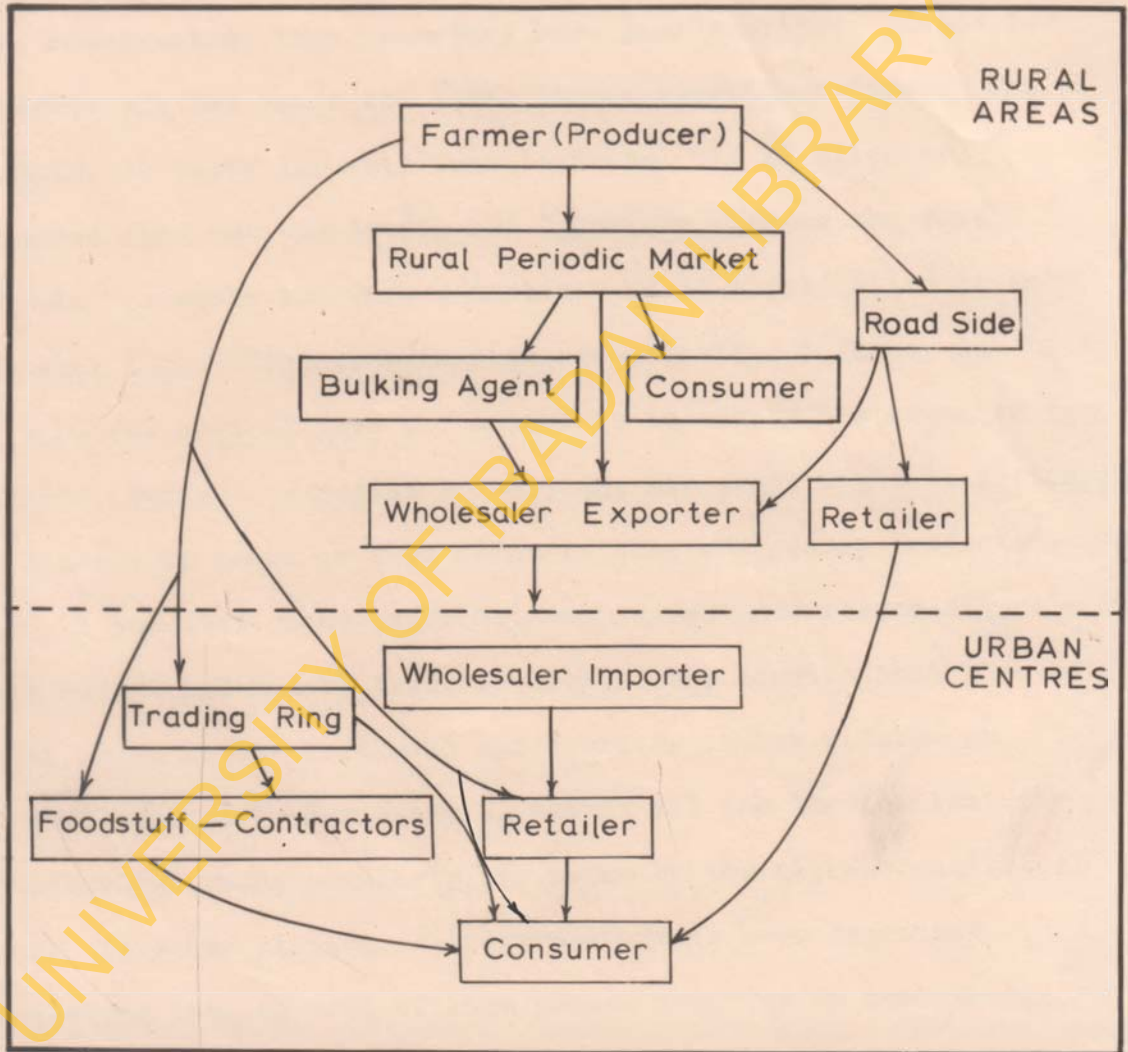 RURAL
AREAS
Farmer (Producer)
Rural Periodic Market
Road Side
Bulking Agent
Consumer
Wholesaler Exporter
Retailer
URBAN
CENTRES
Wholesaler Importer
Trading Ring
Foodstuff — Contractors
Retailer
Consumer
UNIVERSITY OF IBADAN LIBRARY